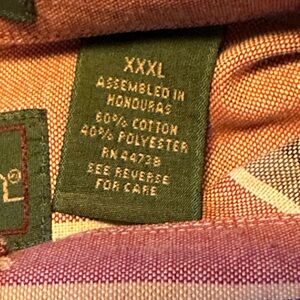 XXXL
ASSEMBLED IN
HONDURAS
60% COTTON
40% POLYESTER
RN 44738
SEE REVERSE
FOR CARE